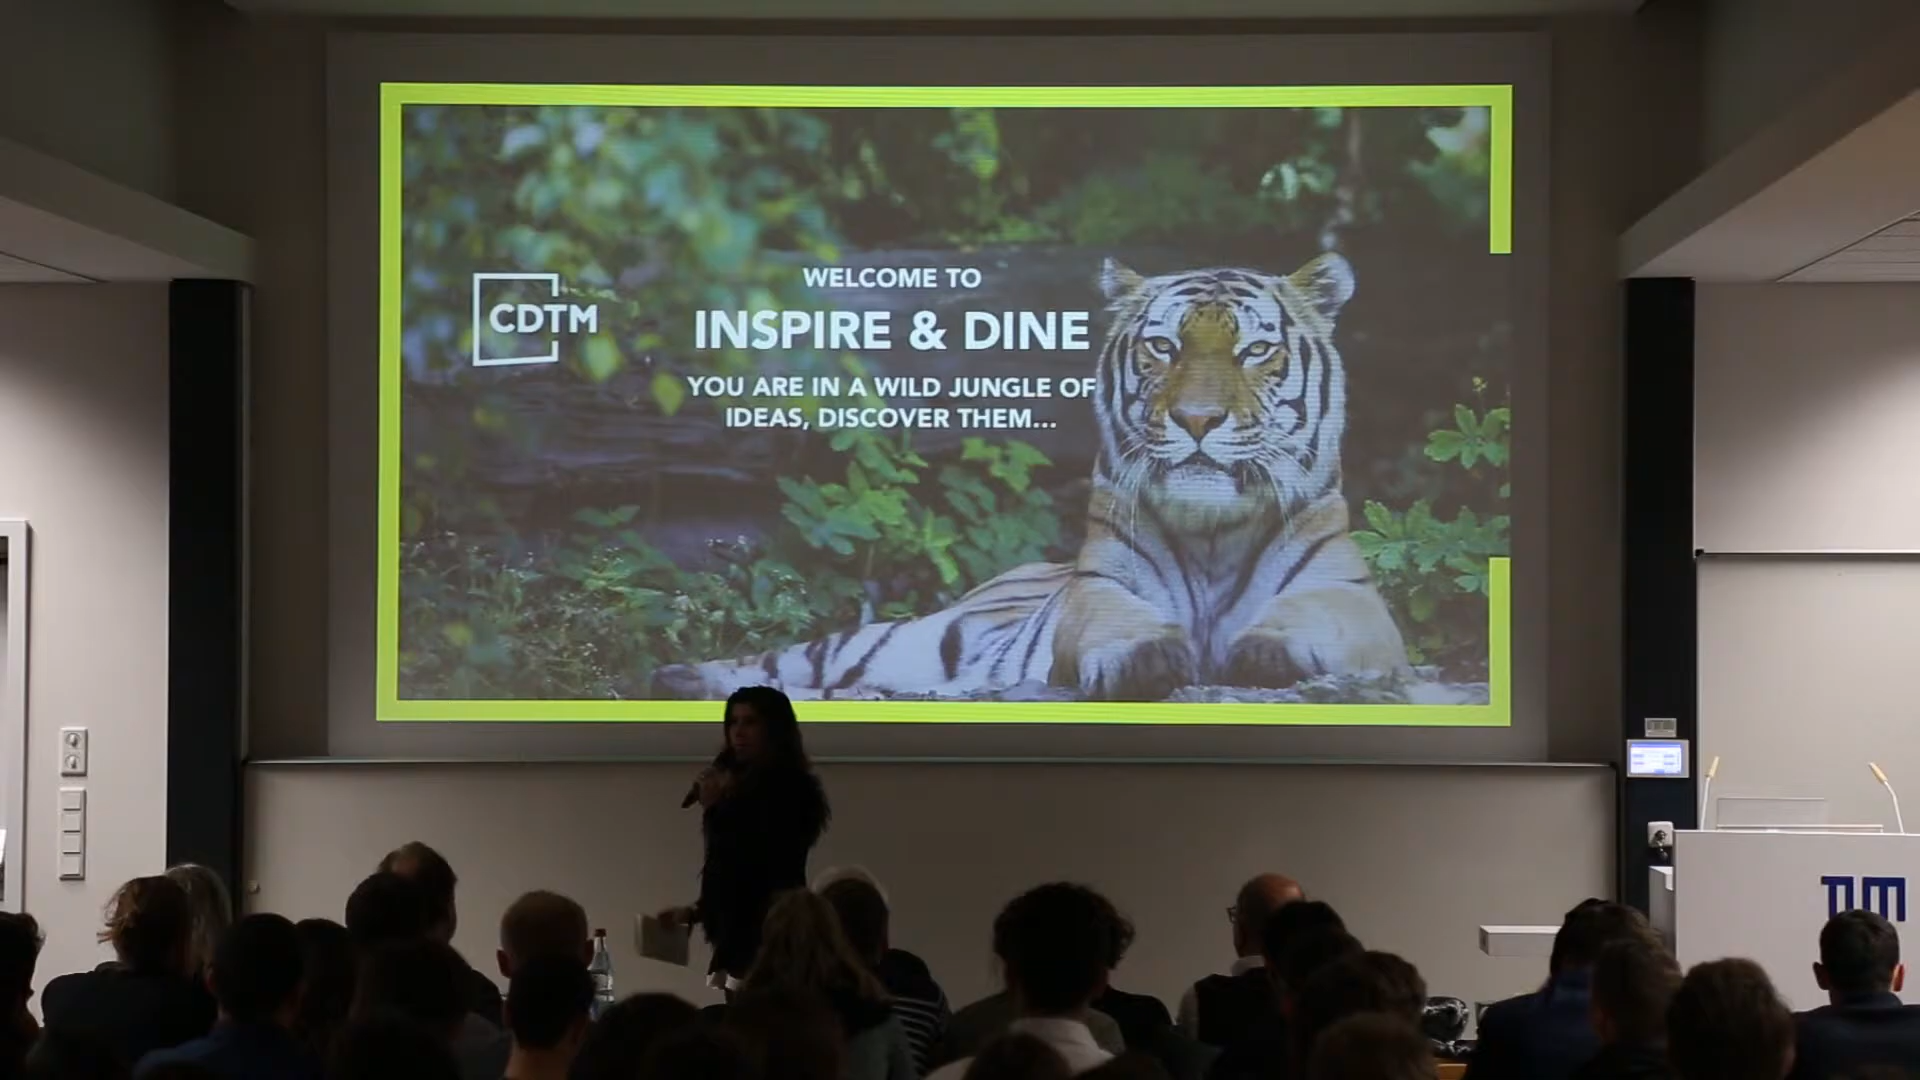 CDTM
WELCOME TO
INSPIRE & DINE
YOU ARE IN A WILD JUNGLE OF
IDEAS, DISCOVER THEM...
TUM